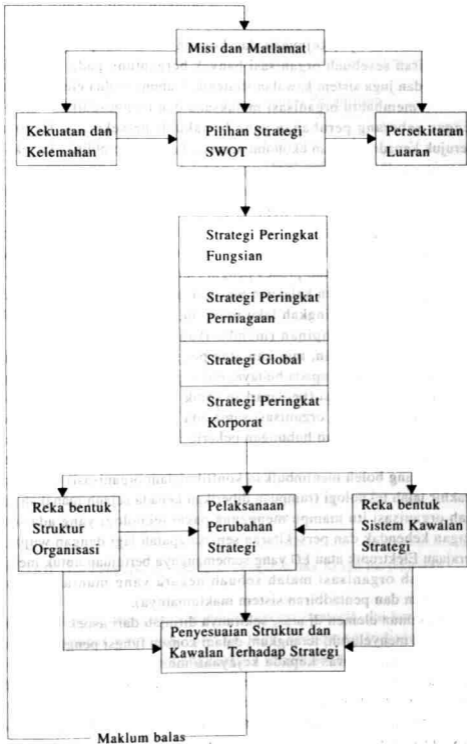 Misi dan Matlamat
Kekuatan dan
Kelemahan
Pilihan Strategi
SWOT
Persekitaran
Luaran
Strategi Peringkat
Fungsian
Strategi Peringkat
Perniagaan
Strategi Global
Strategi Peringkat
Korporat
Reka bentuk
Struktur
Organisasi
Pelaksanaan
Perubahan
Strategi
Reka bentuk
Sistem Kawalan
Strategi
Penyesuaian Struktur dan
Kawalan Terhadap Strategi
Maklum balas